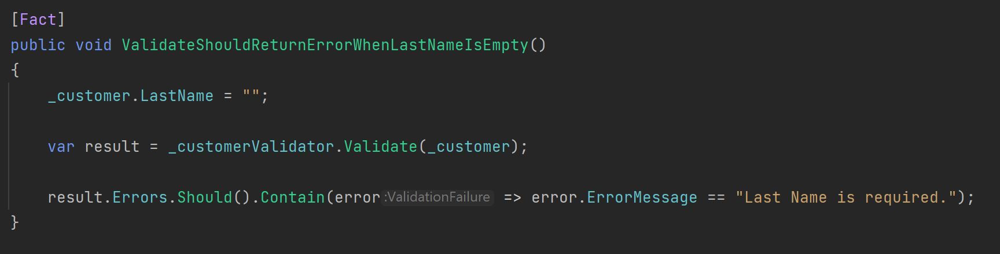 [Fact]
public void ValidateShouldReturnErrorWhenLastNameIsEmpty()
{
    _customer.LastName = "";
    var result = _customerValidator.Validate(_customer);
    result.Errors.Should().Contain(error :ValidationFailure => error.ErrorMessage == "Last Name is required.");
}